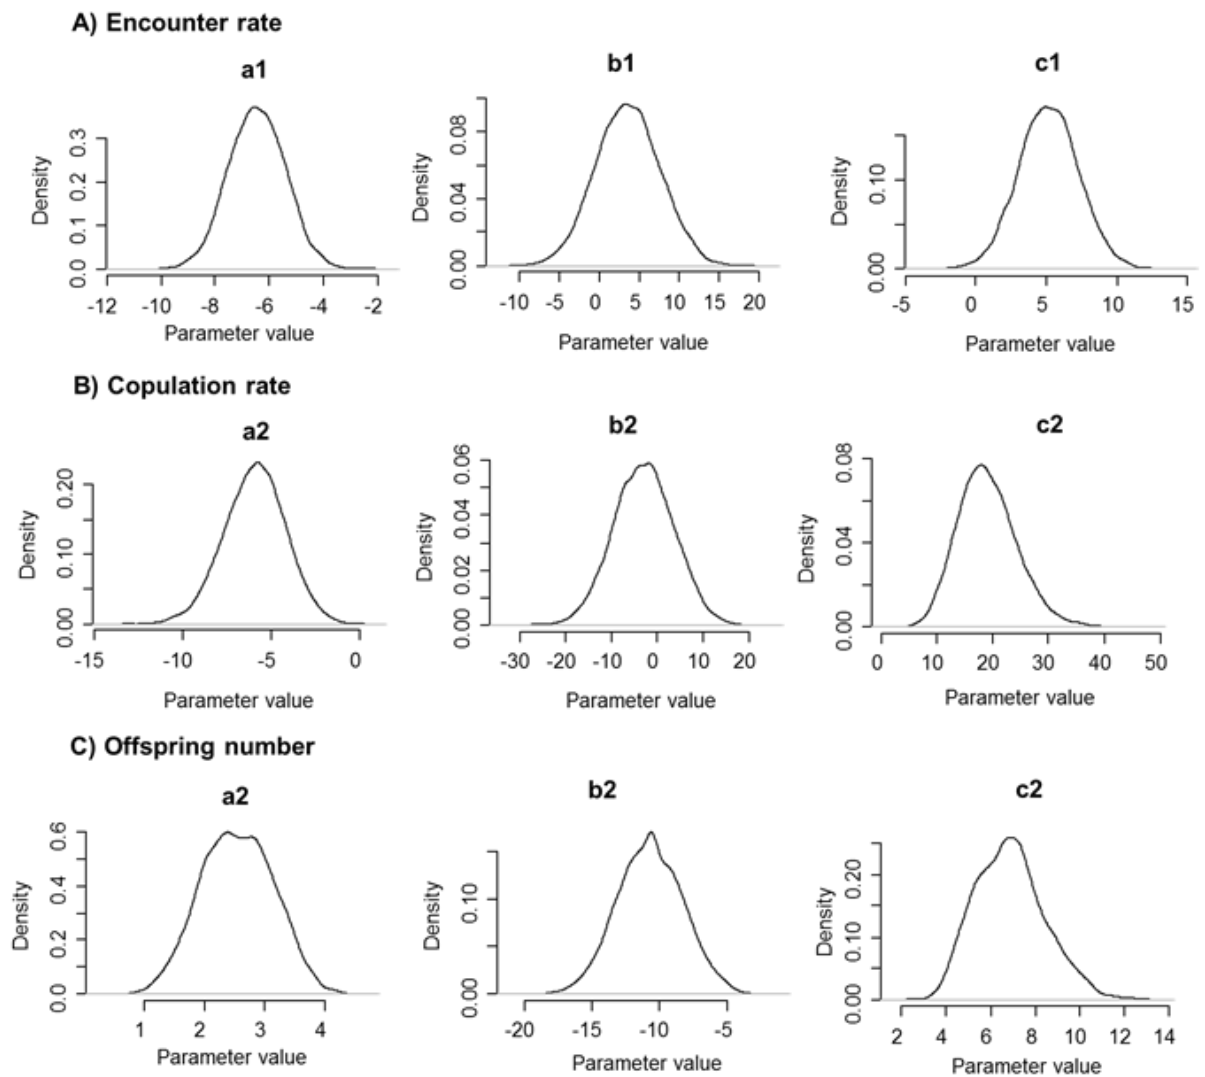 A) Encounter rate
a1
b1
c1
Density
0.0 0.1 0.2 0.3
-12 -10 -8 -6 -4 -2
Parameter value
Density
0.00 0.04 0.08
-10 -5 0 5 10 15 20
Parameter value
Density
0.00 0.10
-5 0 5 10 15
Parameter value
B) Copulation rate
a2
b2
c2
Density
0.00 0.10 0.20
-15 -10 -5 0
Parameter value
Density
0.00 0.02 0.04 0.06
-30 -20 -10 0 10 20
Parameter value
Density
0.00 0.04 0.08
0 10 20 30 40 50
Parameter value
C) Offspring number
a2
b2
c2
Density
0.0 0.2 0.4 0.6
1 2 3 4
Parameter value
Density
0.00 0.10
-20 -15 -10 -5
Parameter value
Density
0.00 0.10 0.20
2 4 6 8 10 12 14
Parameter value